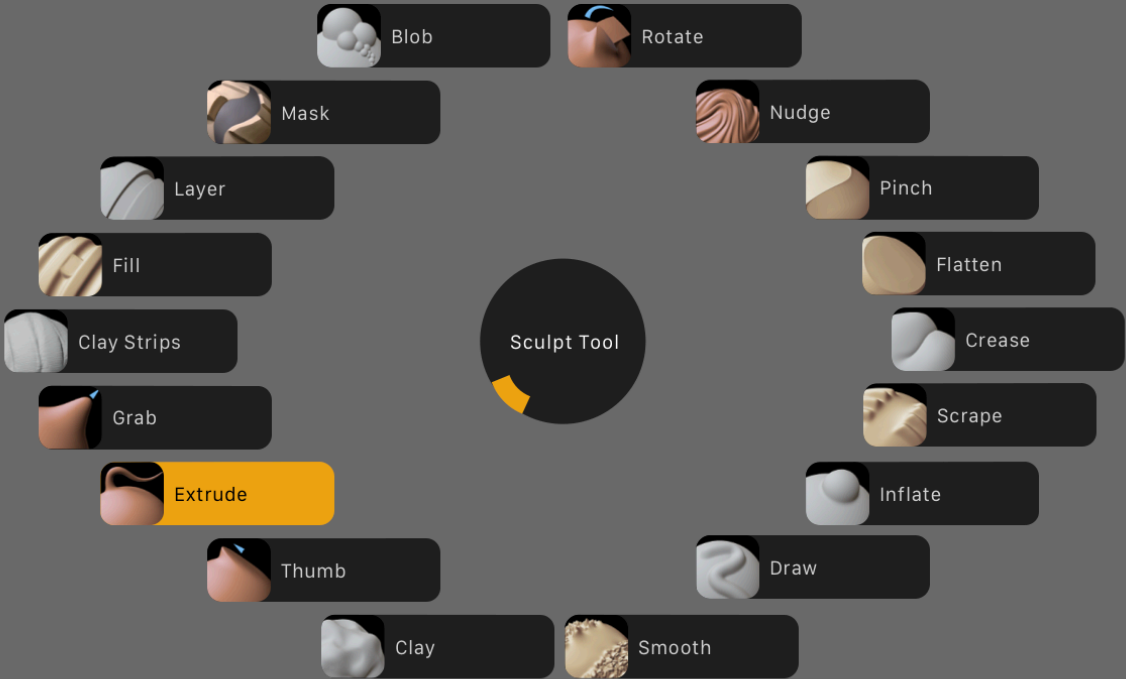 Blob
Rotate
Mask
Nudge
Layer
Pinch
Fill
Flatten
Clay Strips
Sculpt Tool
Crease
Grab
Scrape
Extrude
Inflate
Thumb
Draw
Clay
Smooth